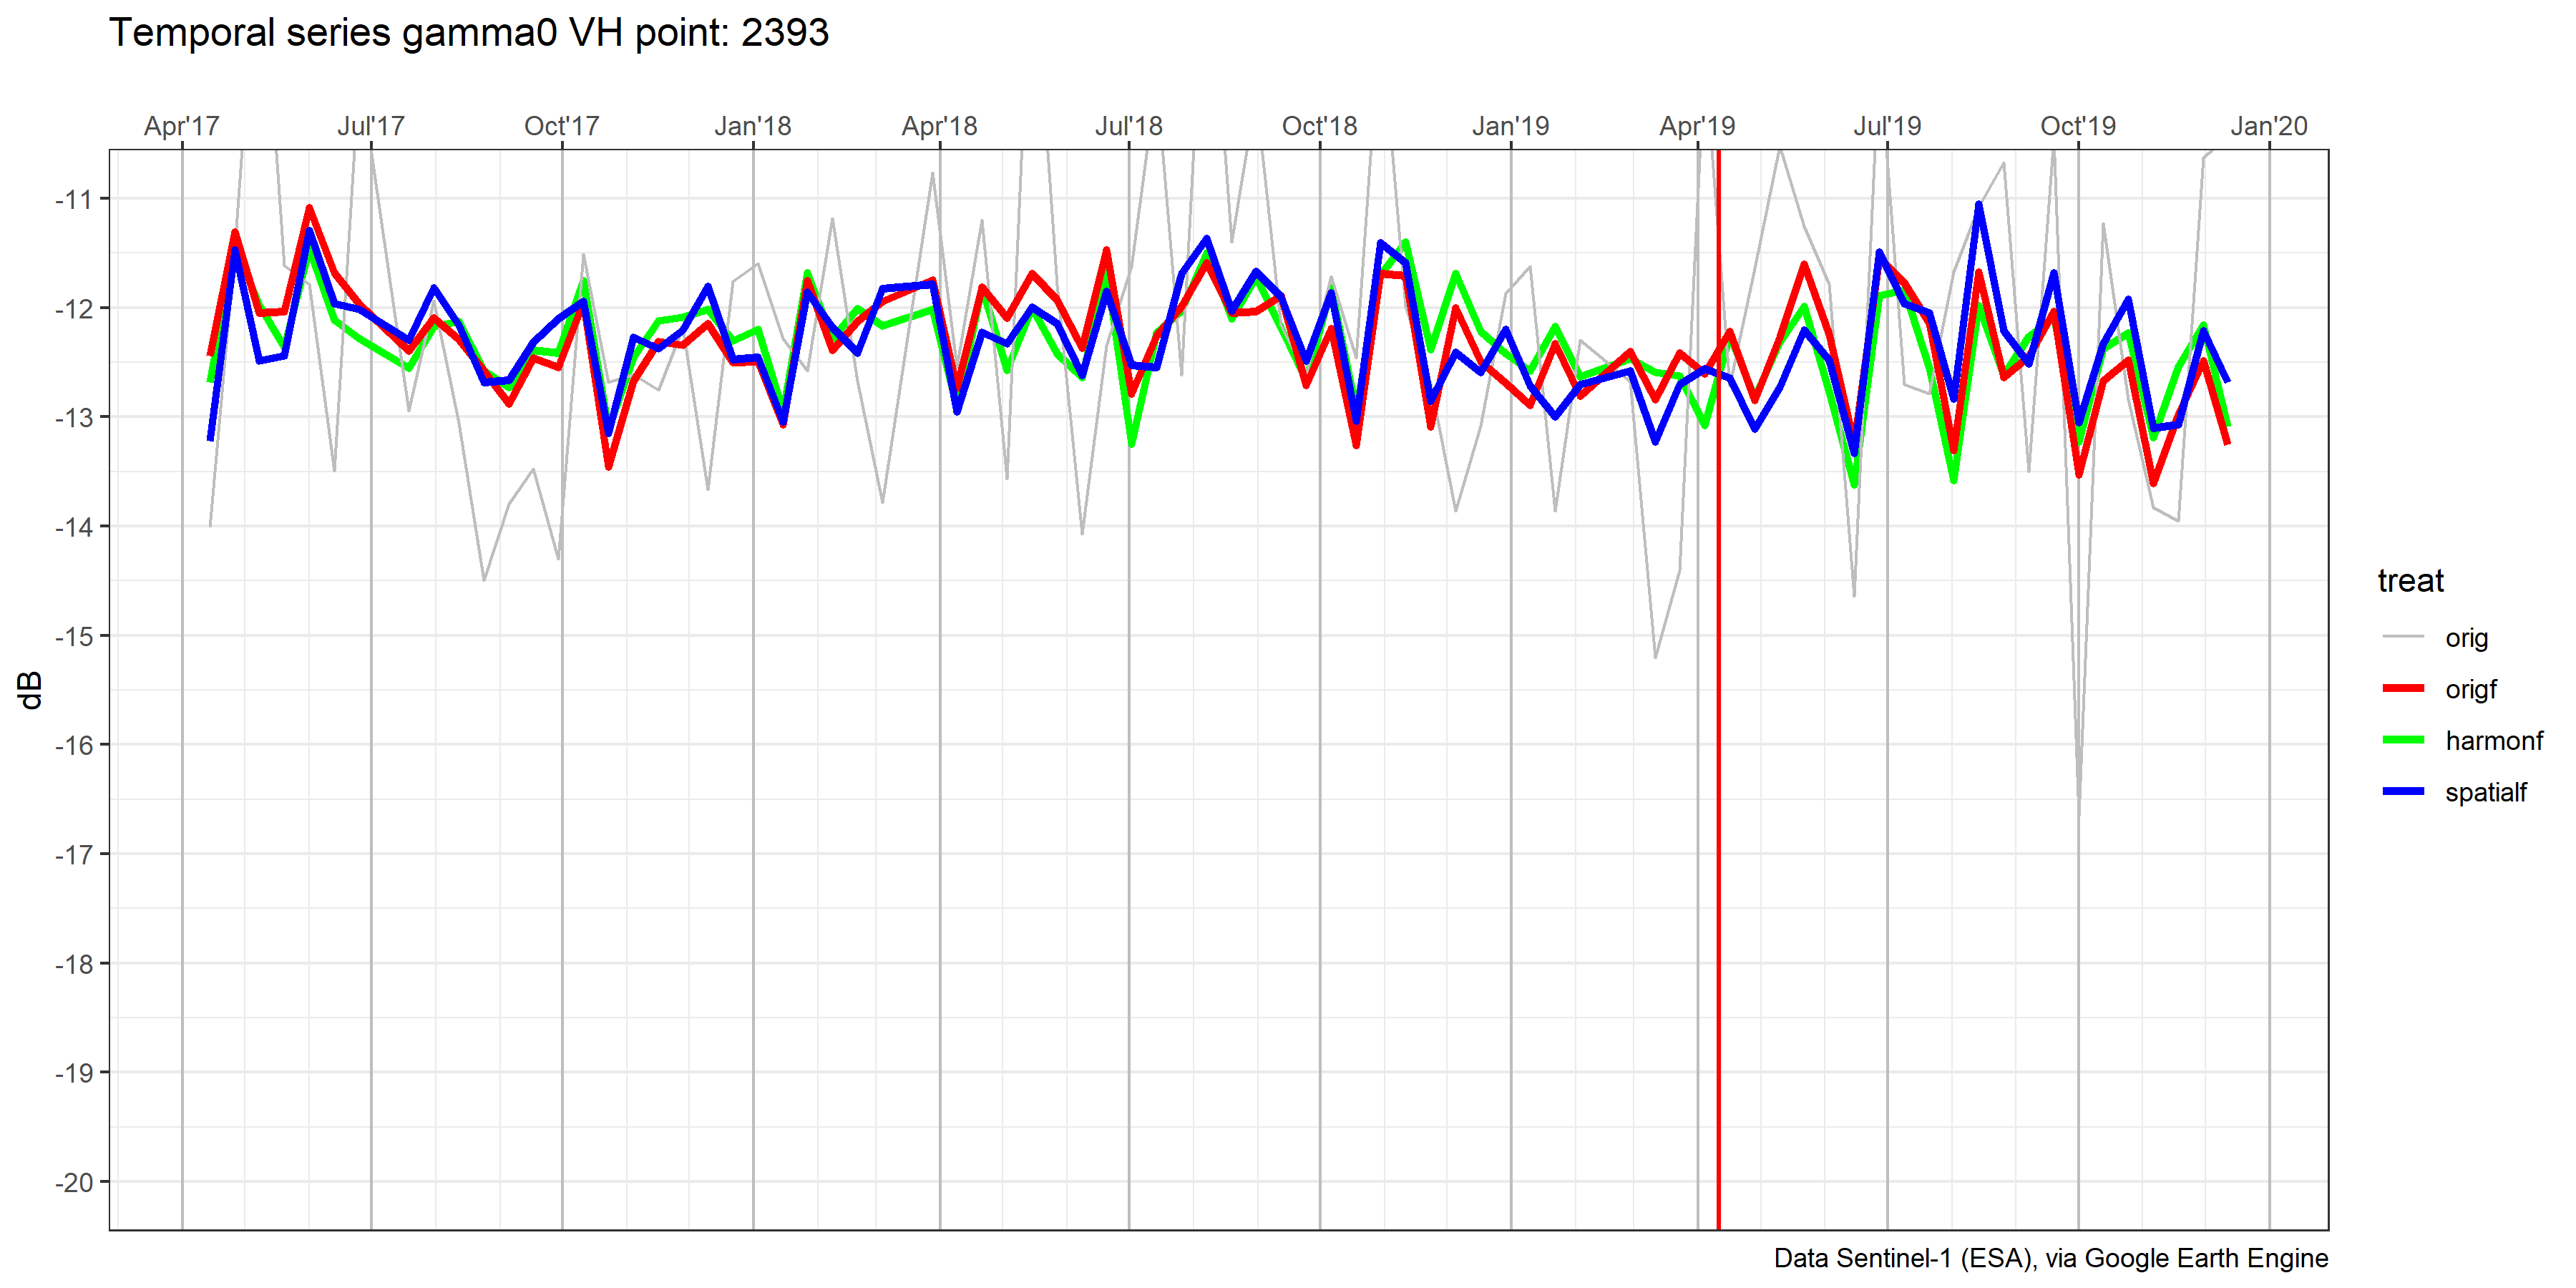 Temporal series gamma0 VH point: 2393
Apr'17 Jul'17 Oct'17 Jan'18 Apr'18 Jul'18 Oct'18 Jan'19 Apr'19 Jul'19 Oct'19 Jan'20
-11
-12
-13
-14
-15
-16
-17
-18
-19
-20
dB
treat
orig
origf
harmonf
spatialf
Data Sentinel-1 (ESA), via Google Earth Engine